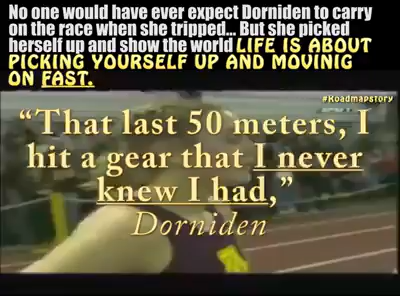 No one would have ever expect Dorniden to carry
on the race when she tripped... But she picked
herself up and show the world LIFE IS ABOUT
PICKING YOURSELF UP AND MOVINIG
ON FAST.
#Roadmapstory
“That last 50 meters, I
hit a gear that I never
knew I had,”
Dorniden